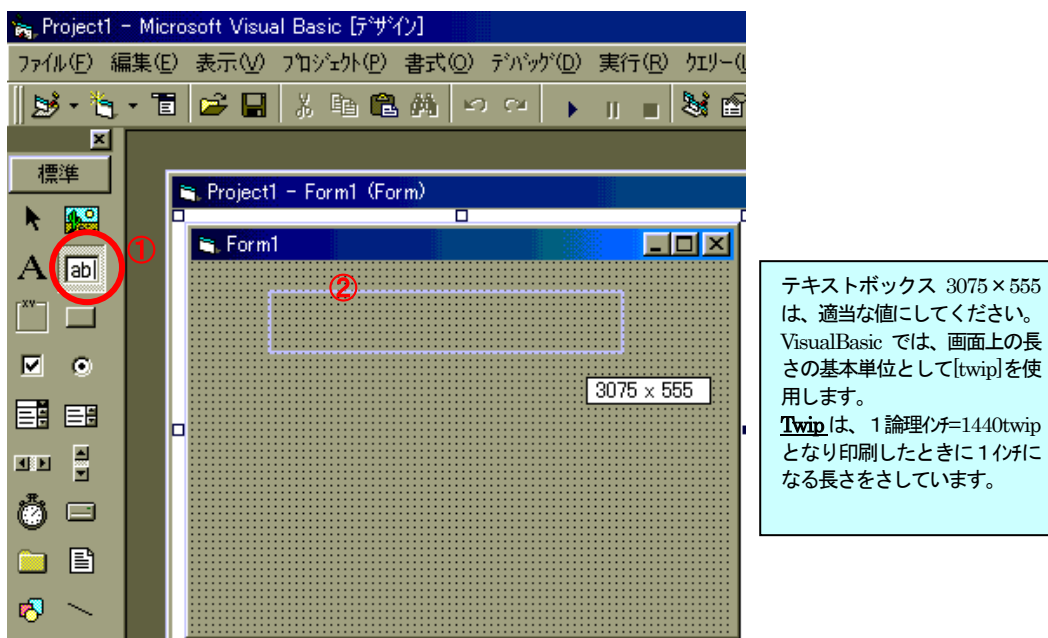 Project1 - Microsoft Visual Basic [ﾃﾞｻﾞｲﾝ]
ﾌｧｲﾙ(F) 編集(E) 表示(V) ﾌﾟﾛｼﾞｪｸﾄ(P) 書式(O) ﾃﾞﾊﾞｯｸﾞ(D) 実行(R) ｸｴﾘｰ(
標準
Project1 - Form1 (Form)
①
Form1
A
ab|
②
XY
3075 x 555
テキストボックス 3075×555
は、適当な値にしてください。
VisualBasic では、画面上の長
さの基本単位として[twip]を使
用します。
Twip は、１論理ｲﾝﾁ=1440twip
となり印刷したときに１ｲﾝﾁに
なる長さをさしています。